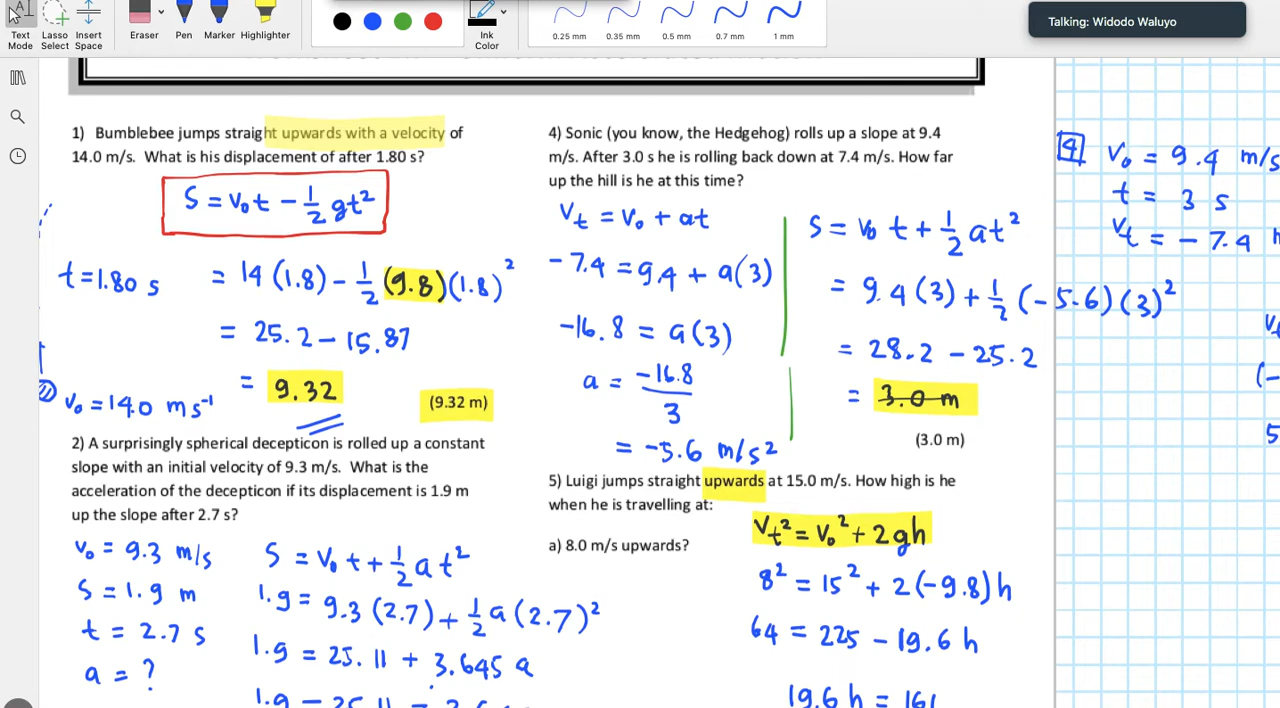 Text Mode
Lasso Select
Insert Space
Eraser
Pen
Marker
Highlighter
Ink Color
0.25 mm
0.35 mm
0.5 mm
0.7 mm
1 mm
Talking: Widodo Waluyo
1) Bumblebee jumps straight upwards with a velocity of
14.0 m/s. What is his displacement of after 1.80 s?
S = v₀t − 1/2 gt²
t = 1.80 s
= 14 (1.8) − 1/2 (9.8)(1.8)²
= 25.2 − 15.87
= 9.32
v₀ = 14.0 m s⁻¹
(9.32 m)
2) A surprisingly spherical decepticon is rolled up a constant
slope with an initial velocity of 9.3 m/s. What is the
acceleration of the decepticon if its displacement is 1.9 m
up the slope after 2.7 s?
v₀ = 9.3 m/s
S = 1.9 m
t = 2.7 s
a = ?
S = v₀ t + 1/2 a t²
1.9 = 9.3 (2.7) + 1/2 a (2.7)²
1.9 = 25.11 + 3.645 a
4) Sonic (you know, the Hedgehog) rolls up a slope at 9.4
m/s. After 3.0 s he is rolling back down at 7.4 m/s. How far
up the hill is he at this time?
Vt = V₀ + at
−7.4 = 9.4 + a(3)
−16.8 = a(3)
a = −16.8/3
= −5.6 m/s²
S = v₀ t + 1/2 at²
= 9.4 (3) + 1/2 (−5.6)(3)²
= 28.2 − 25.2
= 3.0 m
(3.0 m)
5) Luigi jumps straight upwards at 15.0 m/s. How high is he
when he is travelling at:
a) 8.0 m/s upwards?
Vt² = V₀² + 2gh
8² = 15² + 2(−9.8)h
64 = 225 − 19.6 h
19.6 h = 161
4
V₀ = 9.4 m/s
t = 3 s
Vt = − 7.4